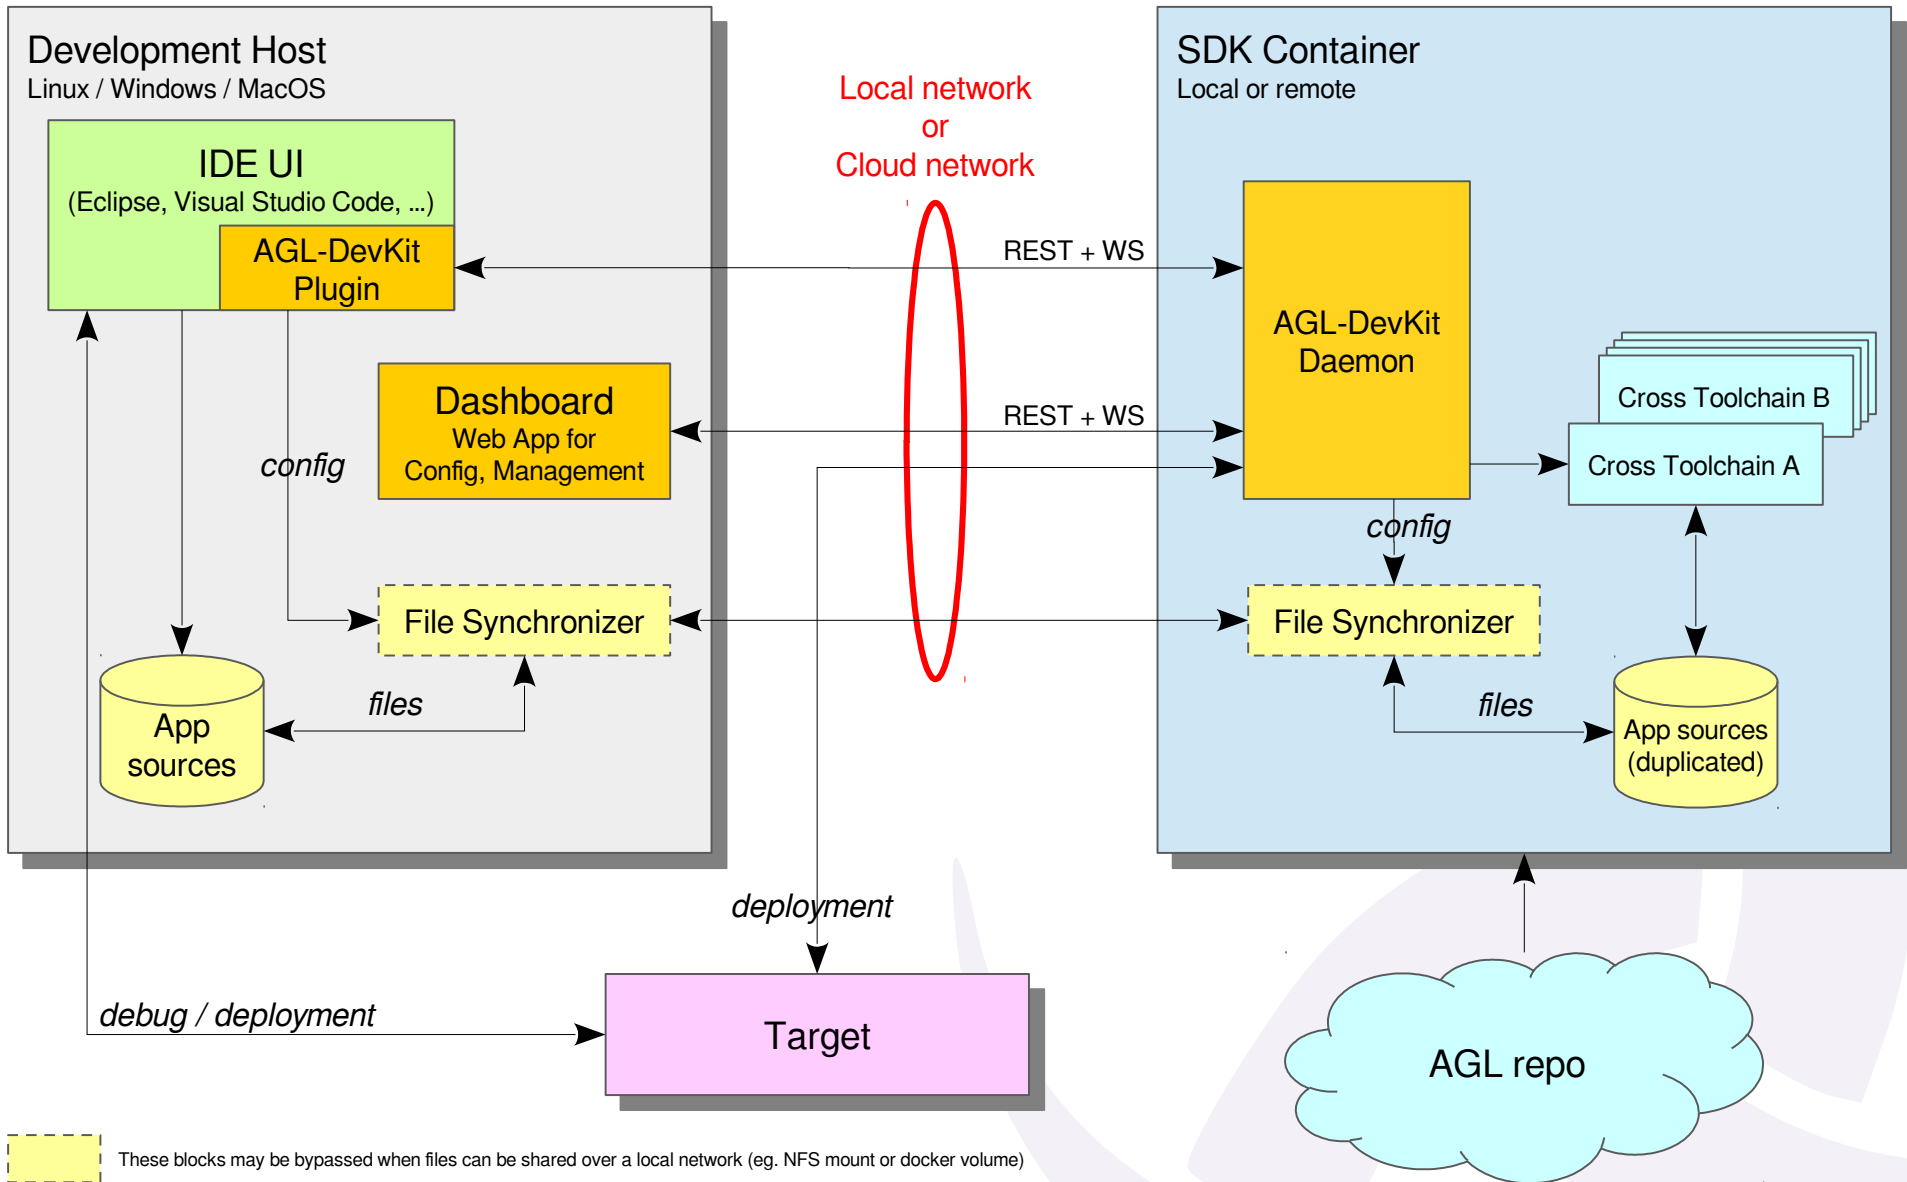 Development Host
Linux / Windows / MacOS
IDE UI
(Eclipse, Visual Studio Code, ...)
AGL-DevKit
Plugin
Dashboard
Web App for
Config, Management
config
File Synchronizer
files
App
sources
Local network
or
Cloud network
REST + WS
REST + WS
SDK Container
Local or remote
AGL-DevKit
Daemon
Cross Toolchain B
Cross Toolchain A
config
File Synchronizer
files
App sources
(duplicated)
deployment
debug / deployment
Target
AGL repo
These blocks may be bypassed when files can be shared over a local network (eg. NFS mount or docker volume)